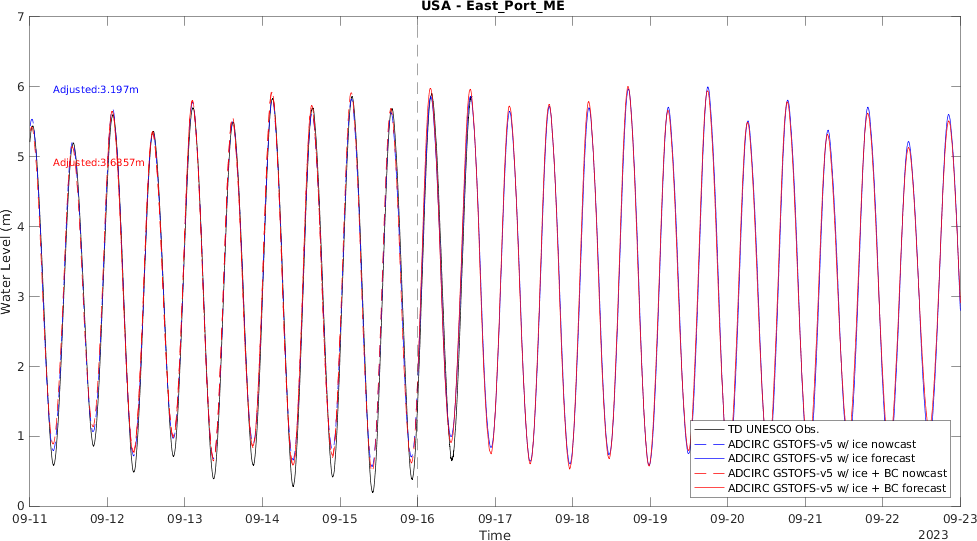 USA - East_Port_ME
7
6
5
4
3
2
1
0
Water Level (m)
Adjusted:3.197m
Adjusted:3.6357m
TD UNESCO Obs.
ADCIRC GSTOFS-v5 w/ ice nowcast
ADCIRC GSTOFS-v5 w/ ice forecast
ADCIRC GSTOFS-v5 w/ ice + BC nowcast
ADCIRC GSTOFS-v5 w/ ice + BC forecast
09-11 09-12 09-13 09-14 09-15 09-16 09-17 09-18 09-19 09-20 09-21 09-22 09-23
Time
2023